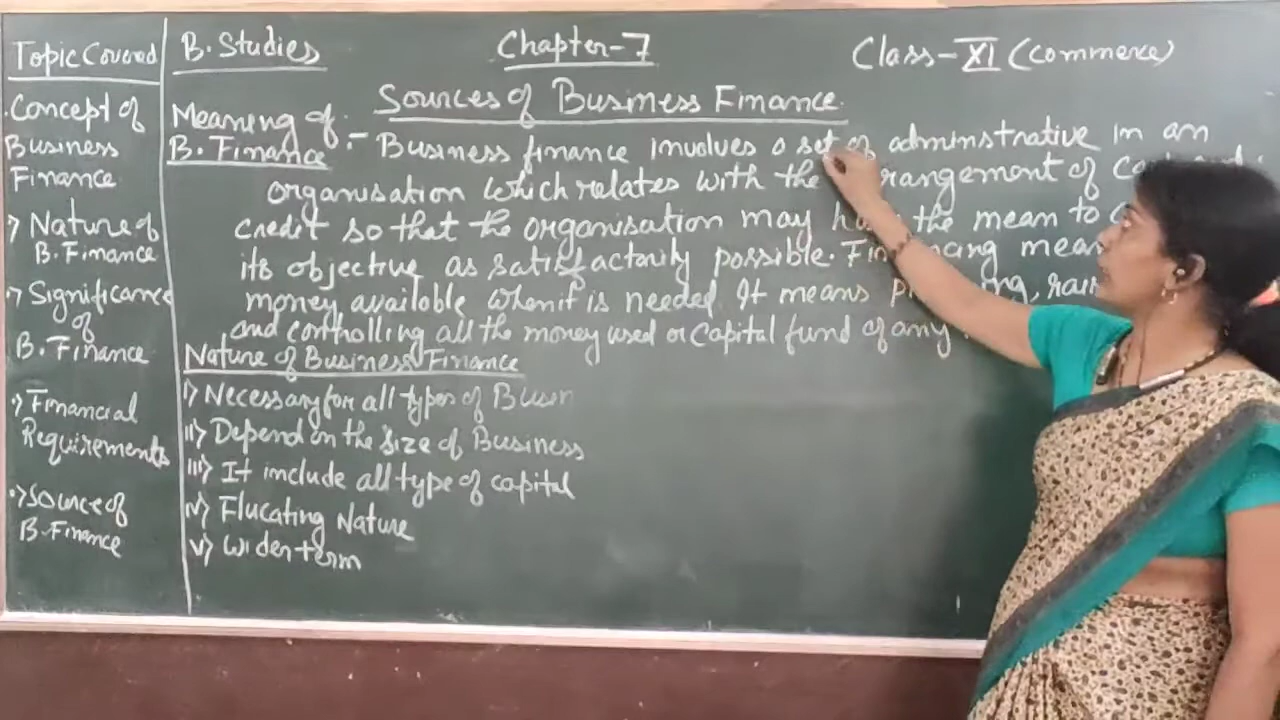 Topic Covered
Concept of
Business
Finance
Nature of
B. Finance
Significance
of
B. Finance
Financial
Requirements
Source of
B. Finance
B. Studies
Chapter-7
Class-XI (commerce)
Sources of Business Finance
Meaning of
B. Finance :- Business finance involves a set of adminstrative in an
organisation which relates with the arrangement of
credit so that the organisation may have the mean to
its objective as satisfactorily possible. Financing
money available when it is needed. It means
and controlling all the money used or capital fund of any
Nature of Business Finance
i) Necessary for all types of
ii) Depend on the size of Business
iii) It include all type of capital
iv) Flucating Nature
v) Wider term